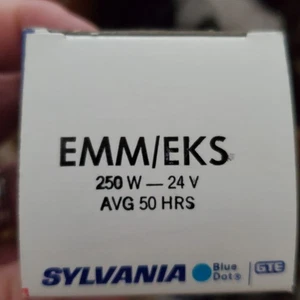 EMM/EKS
250 W — 24 V
AVG 50 HRS
SYLVANIA Blue Dot® GTE